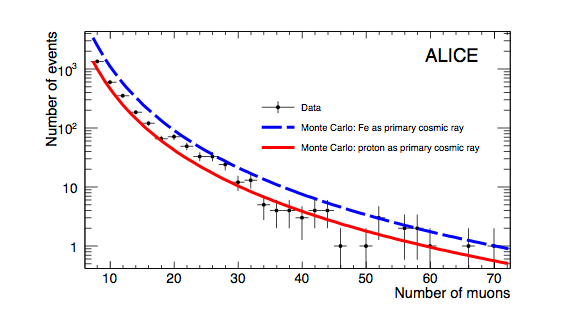 Number of events
ALICE
10³
10²
10
1
Data
Monte Carlo: Fe as primary cosmic ray
Monte Carlo: proton as primary cosmic ray
10 20 30 40 50 60 70
Number of muons